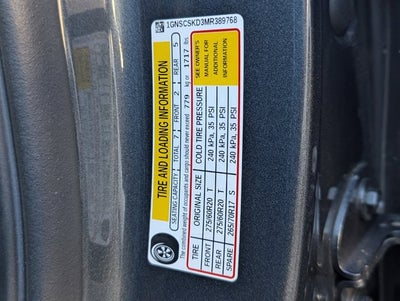 1GNSCSKD3MR389768
TIRE AND LOADING INFORMATION
SEATING CAPACITY TOTAL 7 FRONT 2 REAR 5
The combined weight of occupants and cargo should never exceed 779 kg or 1717 lbs.
TIRE ORIGINAL SIZE COLD TIRE PRESSURE
FRONT 275/60R20 T 240 kPa, 35 PSI
REAR 275/60R20 T 240 kPa, 35 PSI
SPARE 265/70R17 S 240 kPa, 35 PSI
SEE OWNER'S
MANUAL FOR
ADDITIONAL
INFORMATION